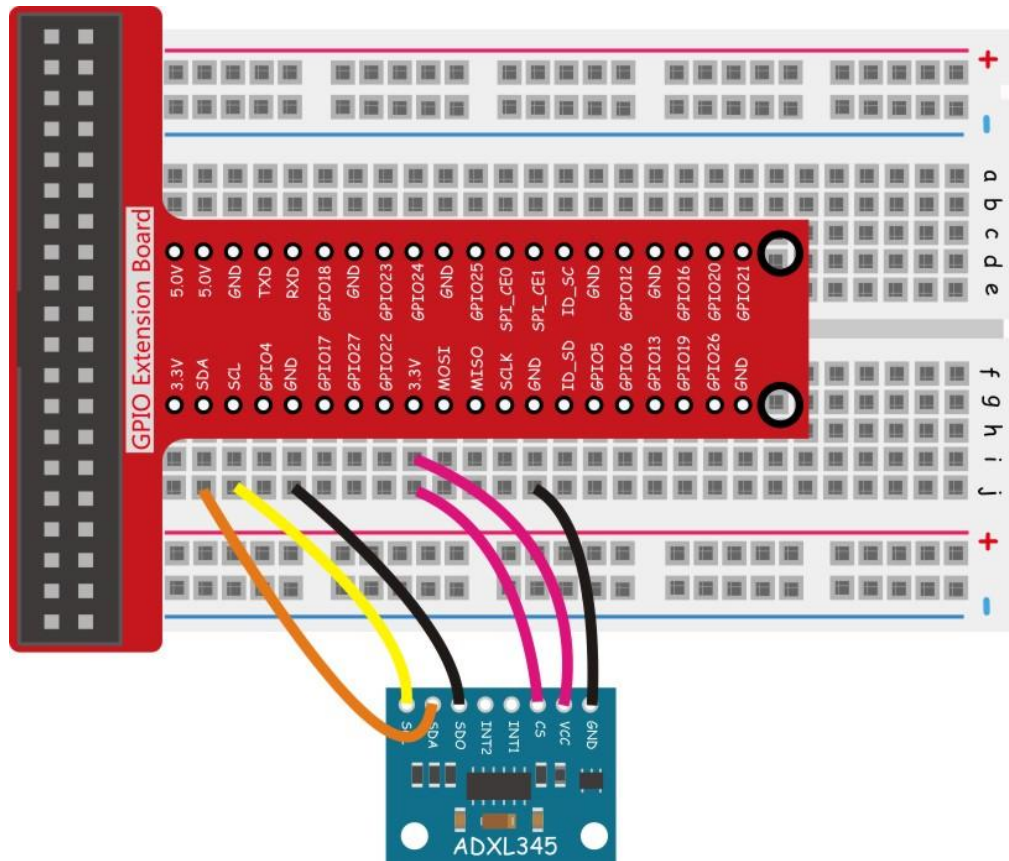 GPIO Extension Board
+
-
a
b
c
d
e
5.0V
5.0V
GND
TXD
RXD
GPIO18
GND
GPIO23
GPIO24
GND
GPIO25
SPI_CE0
SPI_CE1
ID_SC
GND
GPIO12
GND
GPIO16
GPIO20
GPIO21
3.3V
SDA
SCL
GPIO4
GND
GPIO17
GPIO27
GPIO22
3.3V
MOSI
MISO
SCLK
GND
ID_SD
GPIO5
GPIO6
GPIO13
GPIO19
GPIO26
GND
f
g
h
i
j
+
-
SDA
SDO
INT2
INT1
CS
VCC
GND
ADXL345